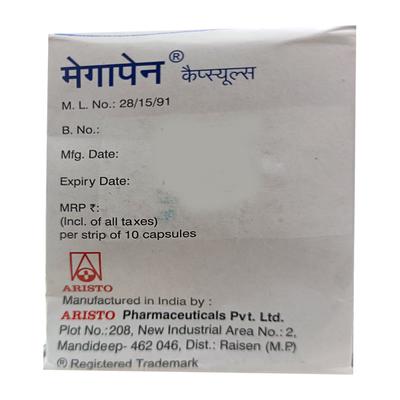 मेगापेन ® कैप्स्यूल्स
M. L. No.: 28/15/91
B. No.:
Mfg. Date:
Expiry Date:
MRP ₹:
(Incl. of all taxes)
per strip of 10 capsules
ARISTO
Manufactured in India by :
ARISTO Pharmaceuticals Pvt. Ltd.
Plot No.:208, New Industrial Area No.: 2,
Mandideep- 462 046, Dist.: Raisen (M.P.)
® Registered Trademark